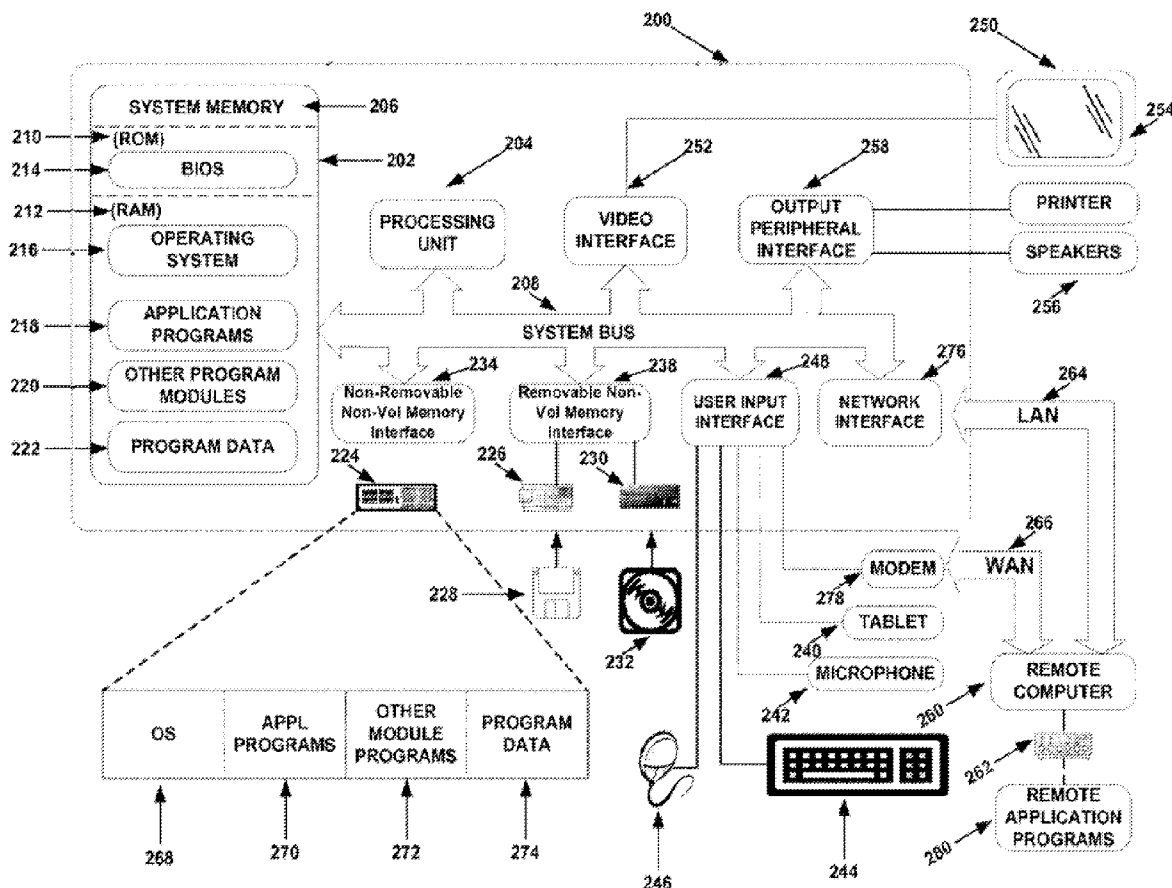 200
250
SYSTEM MEMORY
206
254
210
(ROM)
204
252
258
202
214
BIOS
212
(RAM)
PROCESSING
UNIT
VIDEO
INTERFACE
OUTPUT
PERIPHERAL
INTERFACE
PRINTER
216
OPERATING
SYSTEM
SPEAKERS
208
256
218
APPLICATION
PROGRAMS
SYSTEM BUS
234
238
248
276
220
OTHER PROGRAM
MODULES
Non-Removable
Non-Vol Memory
Interface
Removable Non-
Vol Memory
Interface
USER INPUT
INTERFACE
NETWORK
INTERFACE
264
LAN
222
PROGRAM DATA
224
226
230
266
WAN
228
232
MODEM
278
TABLET
240
MICROPHONE
242
REMOTE
COMPUTER
260
OS
APPL
PROGRAMS
OTHER
MODULE
PROGRAMS
PROGRAM
DATA
262
REMOTE
APPLICATION
PROGRAMS
280
268
270
272
274
246
244